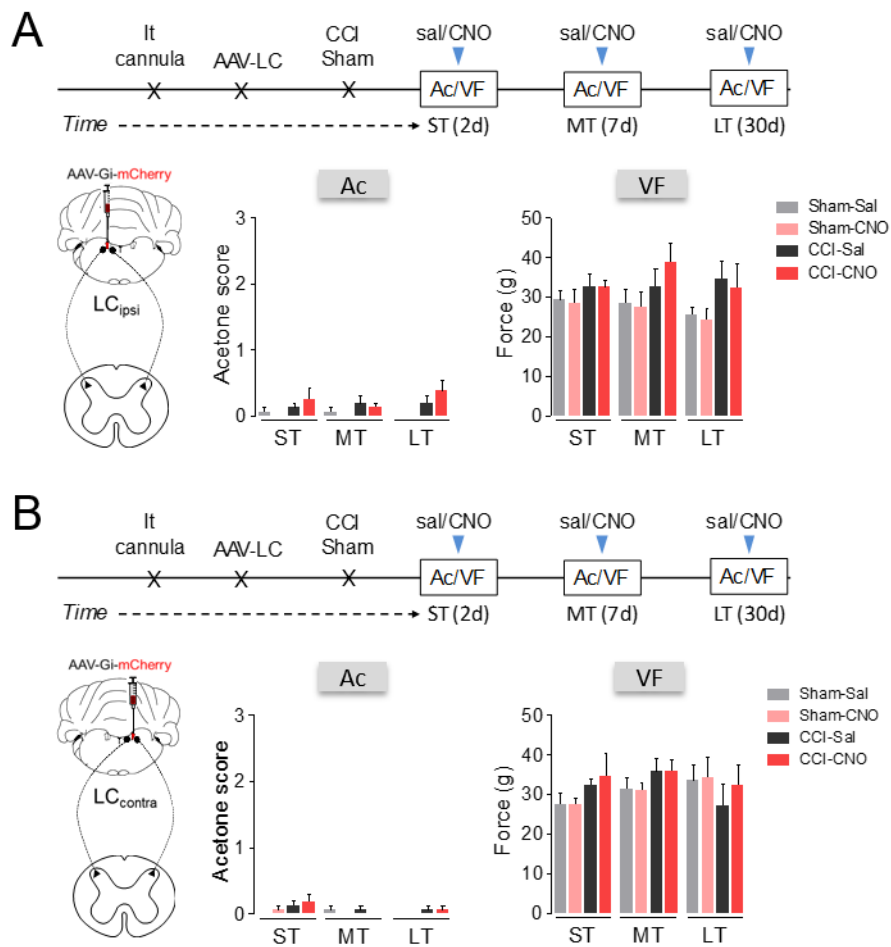 A
It cannula
AAV-LC
CCI Sham
sal/CNO
sal/CNO
sal/CNO
X
X
X
Ac/VF
Ac/VF
Ac/VF
Time
ST (2d)
MT (7d)
LT (30d)
AAV-Gi-mCherry
LCipsi
Ac
Acetone score
3
2
1
0
ST
MT
LT
VF
Force (g)
50
40
30
20
10
0
ST
MT
LT
Sham-Sal
Sham-CNO
CCI-Sal
CCI-CNO
B
It cannula
AAV-LC
CCI Sham
sal/CNO
sal/CNO
sal/CNO
X
X
X
Ac/VF
Ac/VF
Ac/VF
Time
ST (2d)
MT (7d)
LT (30d)
AAV-Gi-mCherry
LCcontra
Ac
Acetone score
3
2
1
0
ST
MT
LT
VF
Force (g)
50
40
30
20
10
0
ST
MT
LT
Sham-Sal
Sham-CNO
CCI-Sal
CCI-CNO